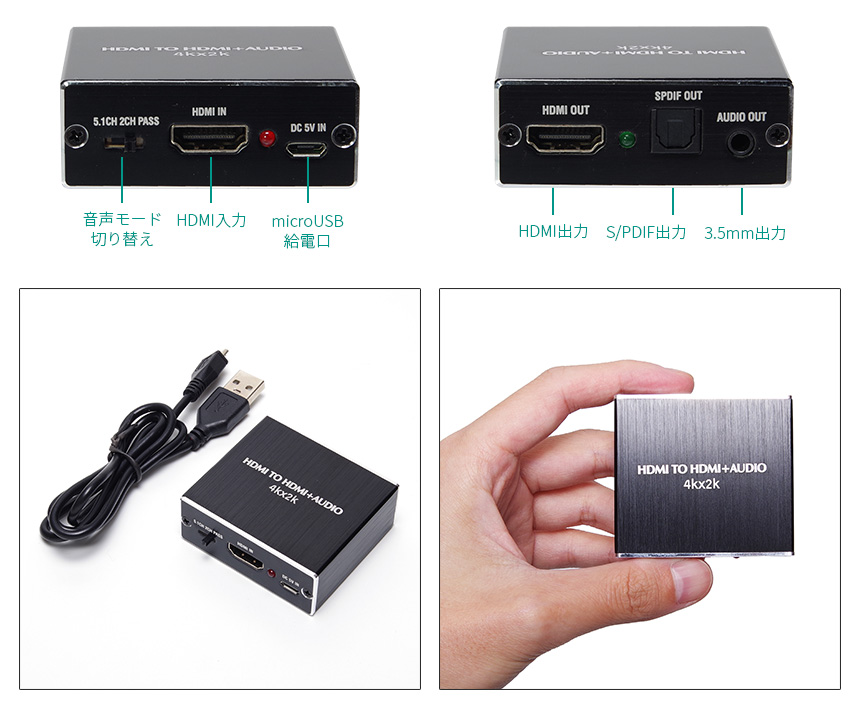 HDMI TO HDMI+AUDIO
4kx2k
5.1CH 2CH PASS
HDMI IN
DC 5V IN
音声モード
切り替え
HDMI入力
microUSB
給電口
HDMI TO HDMI+AUDIO
4kx2k
HDMI OUT
SPDIF OUT
AUDIO OUT
HDMI出力
S/PDIF出力
3.5mm出力
HDMI TO HDMI+AUDIO
4kx2k
5.1CH 2CH PASS
HDMI IN
DC 5V IN
HDMI TO HDMI+AUDIO
4kx2k